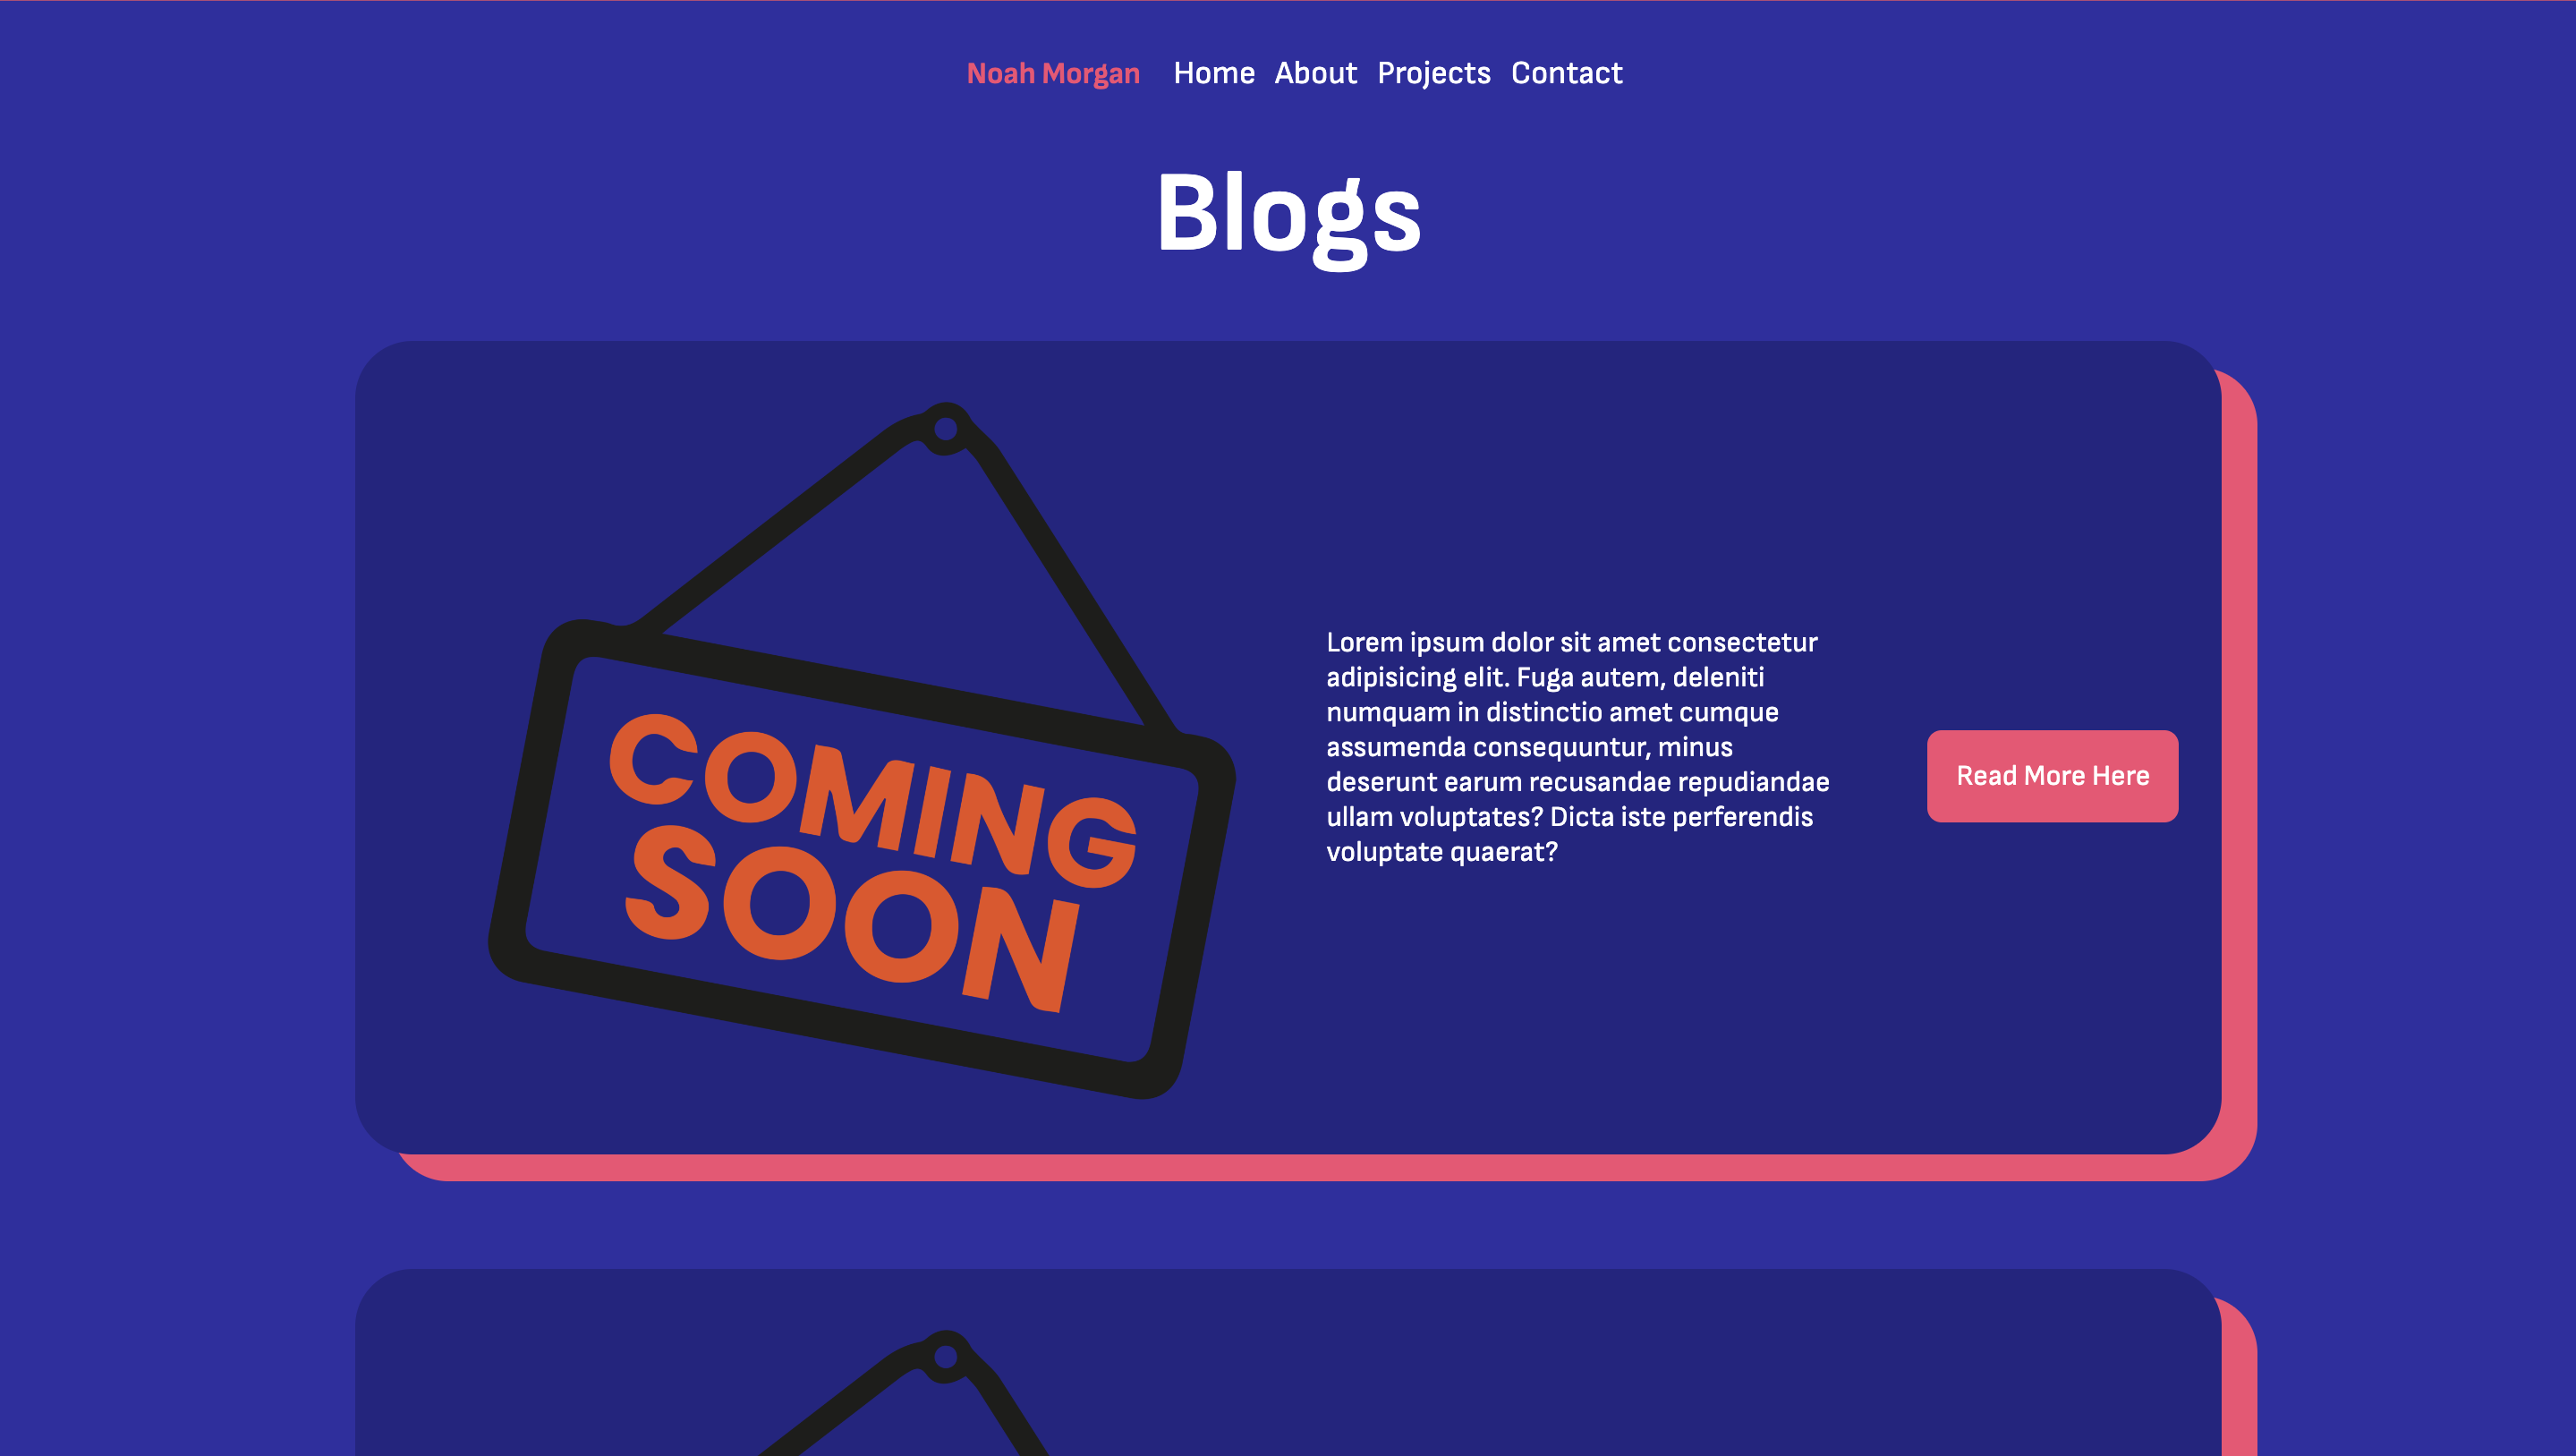 Noah Morgan Home About Projects Contact
Blogs
COMING
SOON
Lorem ipsum dolor sit amet consectetur
adipisicing elit. Fuga autem, deleniti
numquam in distinctio amet cumque
assumenda consequuntur, minus
deserunt earum recusandae repudiandae
ullam voluptates? Dicta iste perferendis
voluptate quaerat?
Read More Here